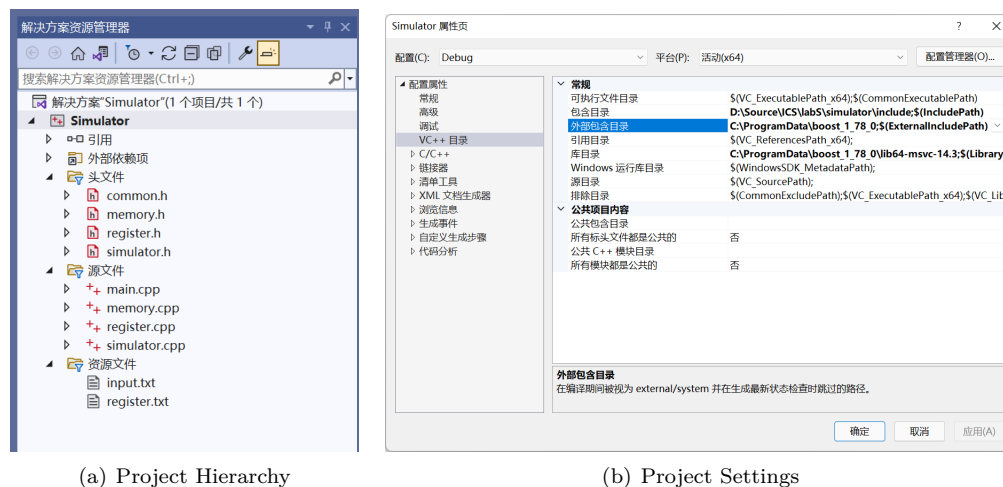 解决方案资源管理器
搜索解决方案资源管理器(Ctrl+;)
解决方案"Simulator"(1 个项目/共 1 个)
Simulator
引用
外部依赖项
头文件
common.h
memory.h
register.h
simulator.h
源文件
main.cpp
memory.cpp
register.cpp
simulator.cpp
资源文件
input.txt
register.txt
(a) Project Hierarchy
Simulator 属性页
? ×
配置(C): Debug 平台(P): 活动(x64) 配置管理器(O)...
配置属性
常规
高级
调试
VC++ 目录
C/C++
链接器
清单工具
XML 文档生成器
浏览信息
生成事件
自定义生成步骤
代码分析
常规
可执行文件目录 $(VC_ExecutablePath_x64);$(CommonExecutablePath)
包含目录 D:\Source\ICS\labS\simulator\include;$(IncludePath)
外部包含目录 C:\ProgramData\boost_1_78_0;$(ExternalIncludePath)
引用目录 $(VC_ReferencesPath_x64);
库目录 C:\ProgramData\boost_1_78_0\lib64-msvc-14.3;$(Library
Windows 运行库目录 $(WindowsSDK_MetadataPath);
源目录 $(VC_SourcePath);
排除目录 $(CommonExcludePath);$(VC_ExecutablePath_x64);$(VC_Lib
公共项目内容
公共包含目录
所有标头文件都是公共的 否
公共 C++ 模块目录
所有模块都是公共的 否
外部包含目录
在编译期间被视为 external/system 并在生成最新状态检查时跳过的路径。
确定 取消 应用(A)
(b) Project Settings